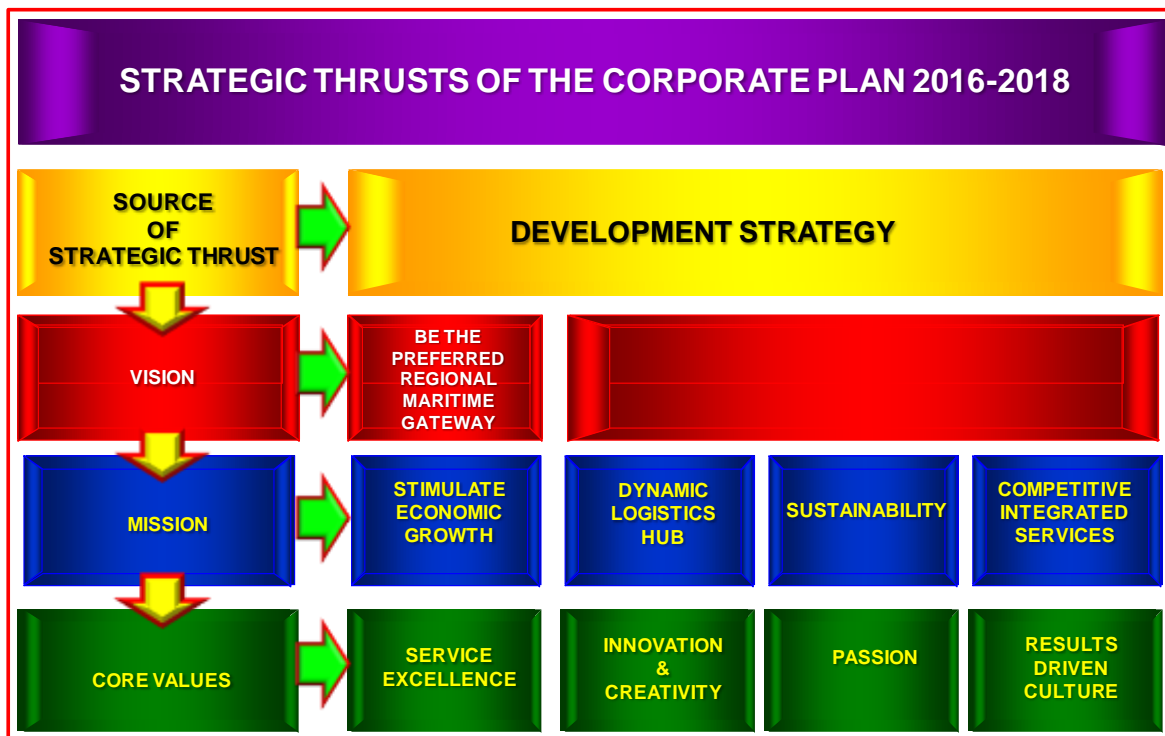 STRATEGIC THRUSTS OF THE CORPORATE PLAN 2016-2018
SOURCE
OF
STRATEGIC THRUST
DEVELOPMENT STRATEGY
VISION
BE THE
PREFERRED
REGIONAL
MARITIME
GATEWAY
MISSION
STIMULATE
ECONOMIC
GROWTH
DYNAMIC
LOGISTICS
HUB
SUSTAINABILITY
COMPETITIVE
INTEGRATED
SERVICES
CORE VALUES
SERVICE
EXCELLENCE
INNOVATION
&
CREATIVITY
PASSION
RESULTS
DRIVEN
CULTURE